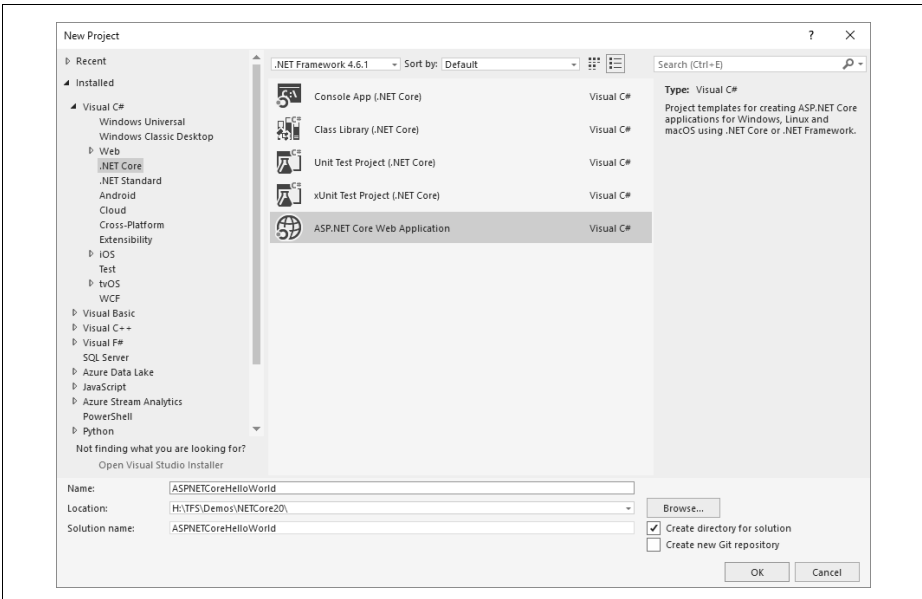 New Project
Recent
Installed
Visual C#
Windows Universal
Windows Classic Desktop
Web
.NET Core
.NET Standard
Android
Cloud
Cross-Platform
Extensibility
iOS
Test
tvOS
WCF
Visual Basic
Visual C++
Visual F#
SQL Server
Azure Data Lake
JavaScript
Azure Stream Analytics
PowerShell
Python
Not finding what you are looking for?
Open Visual Studio Installer
.NET Framework 4.6.1 Sort by: Default
Console App (.NET Core) Visual C#
Class Library (.NET Core) Visual C#
Unit Test Project (.NET Core) Visual C#
xUnit Test Project (.NET Core) Visual C#
ASP.NET Core Web Application Visual C#
Search (Ctrl+E)
Type: Visual C#
Project templates for creating ASP.NET Core
applications for Windows, Linux and
macOS using .NET Core or .NET Framework.
Name: ASPNETCoreHelloWorld
Location: H:\TFS\Demos\NETCore20\ Browse...
Solution name: ASPNETCoreHelloWorld
Create directory for solution
Create new Git repository
OK Cancel